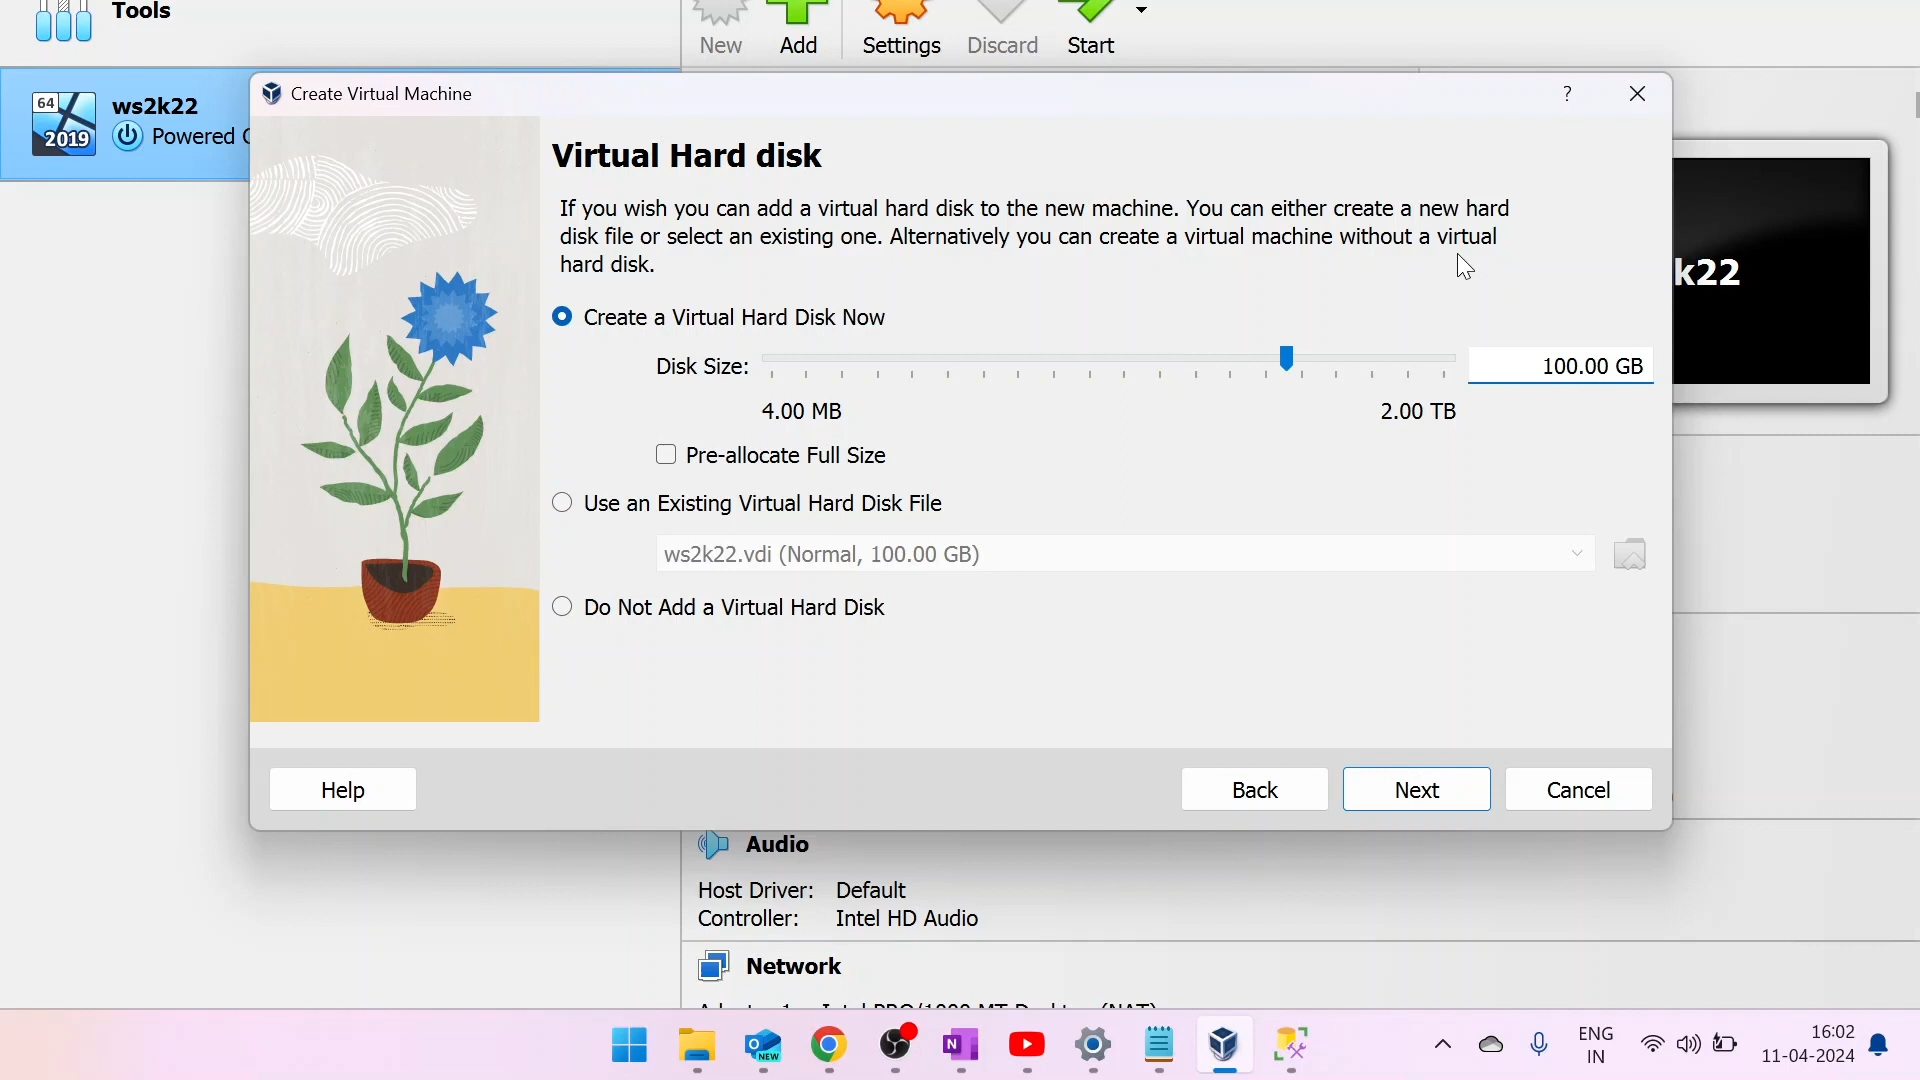 Tools
New
Add
Settings
Discard
Start
64
2019
ws2k22
Powered
Create Virtual Machine
?
Virtual Hard disk
If you wish you can add a virtual hard disk to the new machine. You can either create a new hard
disk file or select an existing one. Alternatively you can create a virtual machine without a virtual
hard disk.
k22
Create a Virtual Hard Disk Now
Disk Size:
100.00 GB
4.00 MB
2.00 TB
Pre-allocate Full Size
Use an Existing Virtual Hard Disk File
ws2k22.vdi (Normal, 100.00 GB)
Do Not Add a Virtual Hard Disk
Help
Back
Next
Cancel
Audio
Host Driver: Default
Controller: Intel HD Audio
Network
NEW
N
ENG
IN
16:02
11-04-2024